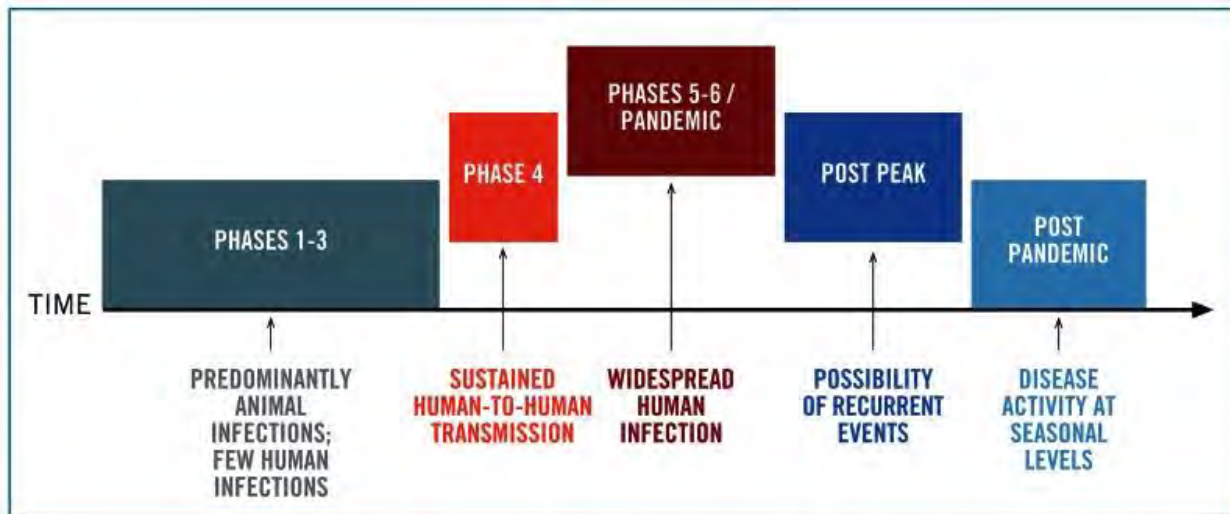 PHASES 5-6 /
PANDEMIC
PHASE 4
POST PEAK
PHASES 1-3
POST
PANDEMIC
TIME
PREDOMINANTLY
ANIMAL
INFECTIONS;
FEW HUMAN
INFECTIONS
SUSTAINED
HUMAN-TO-HUMAN
TRANSMISSION
WIDESPREAD
HUMAN
INFECTION
POSSIBILITY
OF RECURRENT
EVENTS
DISEASE
ACTIVITY AT
SEASONAL
LEVELS